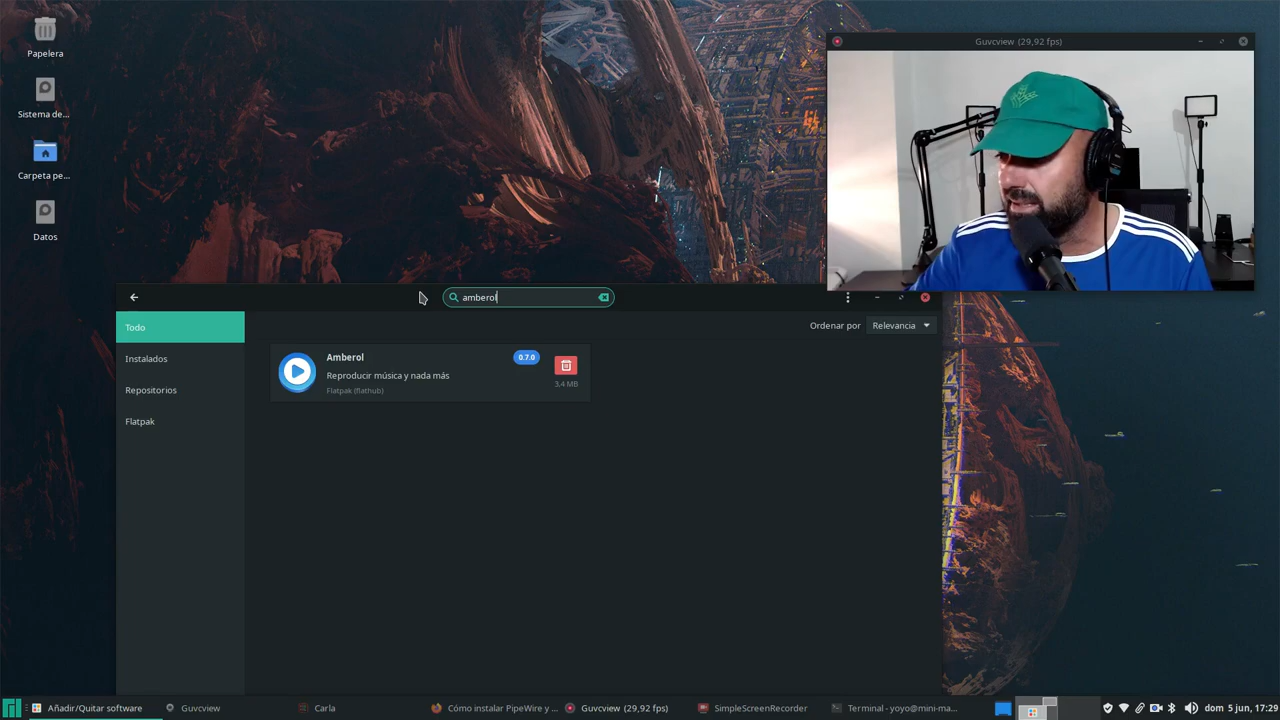 Papelera
Sistema de...
Carpeta pe...
Datos
Guvcview (29,92 fps)
amberol
Todo
Instalados
Repositorios
Flatpak
Ordenar por
Relevancia
Amberol
0.7.0
Reproducir música y nada más
Flatpak (flathub)
3,4 MB
Añadir/Quitar software
Guvcview
Carla
Cómo instalar PipeWire y ...
Guvcview (29,92 fps)
SimpleScreenRecorder
Terminal - yoyo@mini-ma...
dom 5 jun, 17:29